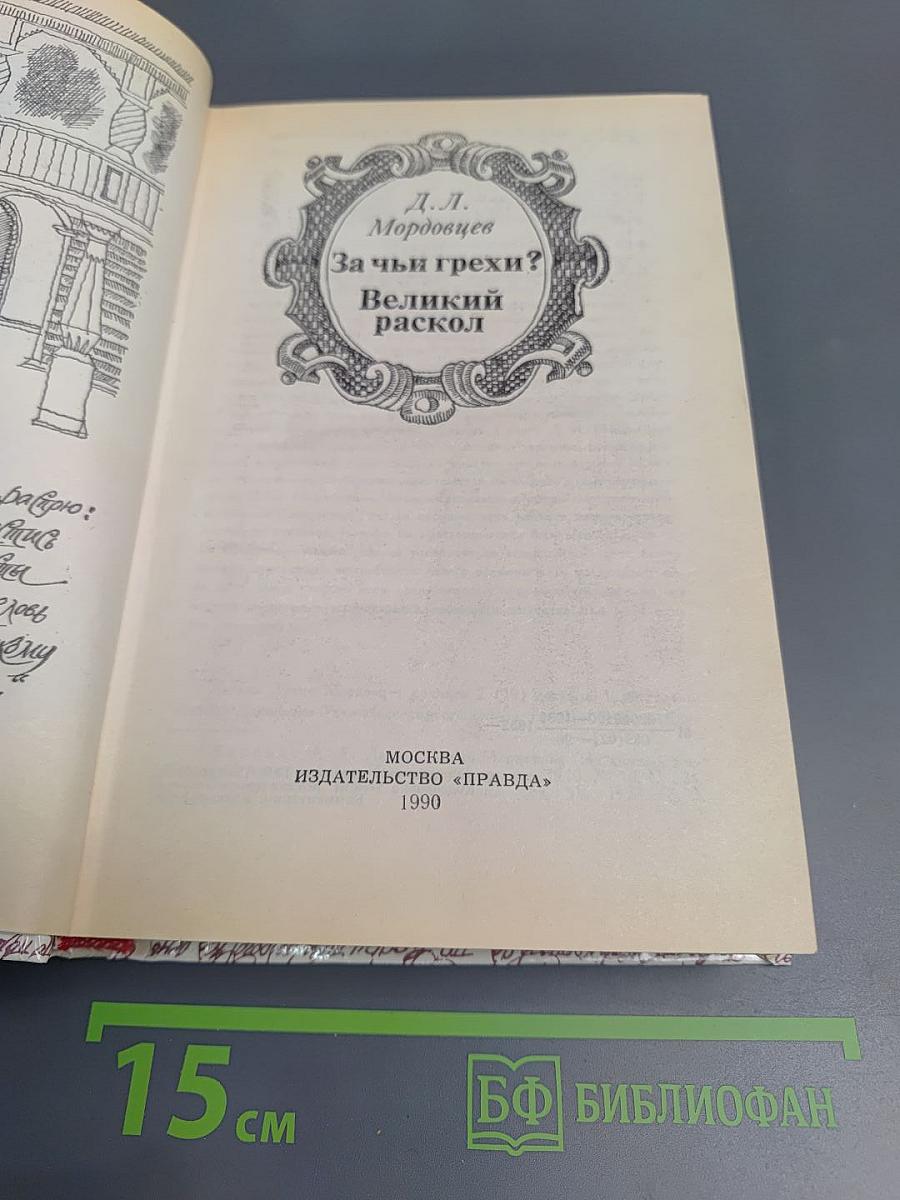 Д. Л.
Мордовцев
За чьи грехи?
Великий
раскол
МОСКВА
ИЗДАТЕЛЬСТВО «ПРАВДА»
1990
15 см
БФ БИБЛИОФАН